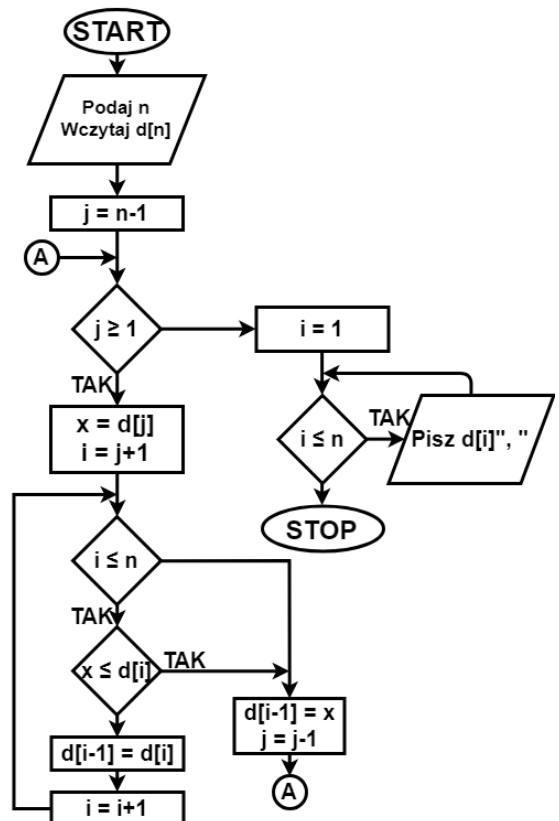 START
Podaj n
Wczytaj d[n]
j = n-1
A
j ≥ 1
TAK
i = 1
x = d[j]
i = j+1
i ≤ n
TAK
Pisz d[i]", "
STOP
i ≤ n
TAK
x ≤ d[i]
TAK
d[i-1] = x
j = j-1
d[i-1] = d[i]
i = i+1
A